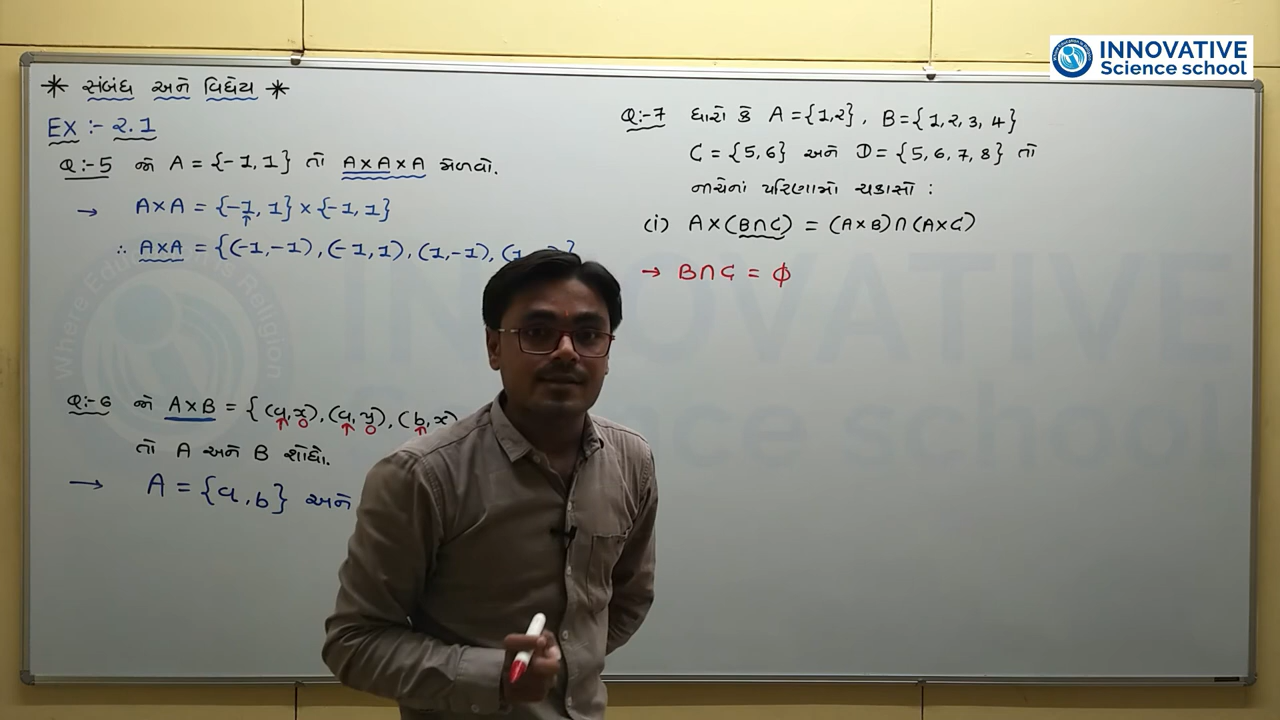 INNOVATIVE
Science school
* સંબંધ અને વિધેય *
EX :- 2.1
Q:-5 જો A = {-1, 1} તો A×A×A મેળવો.
→ A×A = {-1, 1} × {-1, 1}
∴ A×A = {(-1,-1), (-1,1), (1,-1), (1
Q:-6 જો A×B = { (a,x), (a,y), (b,x)
તો A અને B શોધો.
→ A = {a,b} અને
Q:-7 ધારો કે A = {1,2}, B = {1, 2, 3, 4}
C = {5, 6} અને D = {5, 6, 7, 8} તો
નીચેનાં પરિણામો ચકાસો :
(i) A×(B∩C) = (A×B)∩(A×C)
→ B∩C = ϕ